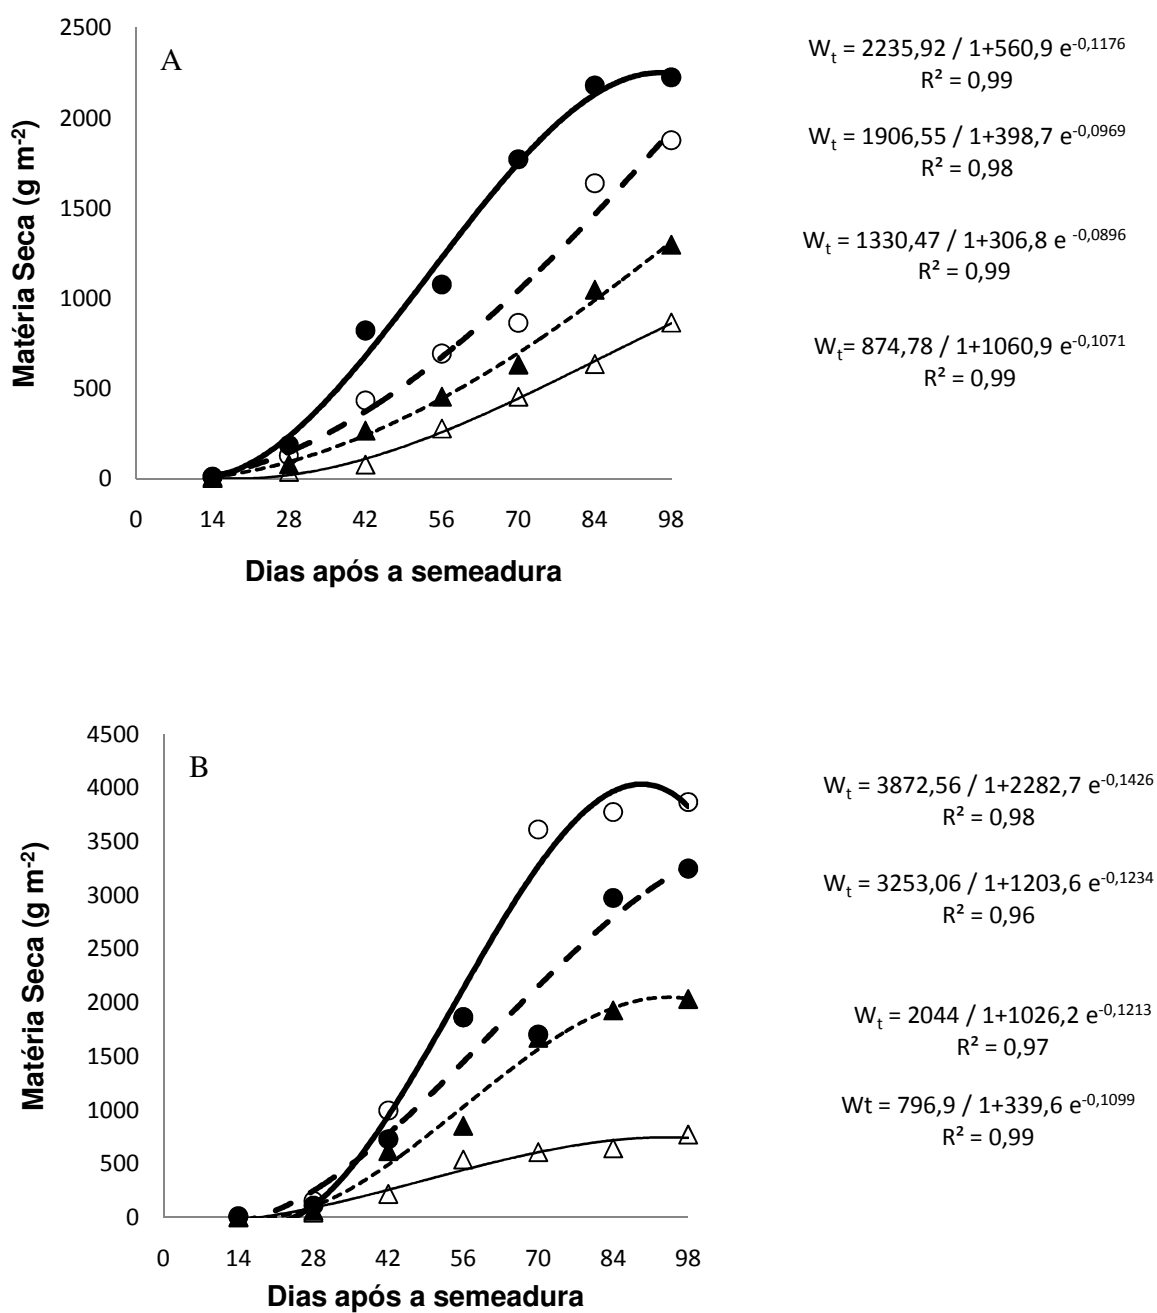 A
Matéria Seca (g m⁻²)
2500
2000
1500
1000
500
0
0 14 28 42 56 70 84 98
Dias após a semeadura
Wₜ = 2235,92 / 1+560,9 e⁻⁰,¹¹⁷⁶
R² = 0,99
Wₜ = 1906,55 / 1+398,7 e⁻⁰,⁰⁹⁶⁹
R² = 0,98
Wₜ = 1330,47 / 1+306,8 e ⁻⁰,⁰⁸⁹⁶
R² = 0,99
Wₜ= 874,78 / 1+1060,9 e⁻⁰,¹⁰⁷¹
R² = 0,99
B
Matéria Seca (g m⁻²)
4500
4000
3500
3000
2500
2000
1500
1000
500
0
0 14 28 42 56 70 84 98
Dias após a semeadura
Wₜ = 3872,56 / 1+2282,7 e⁻⁰,¹⁴²⁶
R² = 0,98
Wₜ = 3253,06 / 1+1203,6 e⁻⁰,¹²³⁴
R² = 0,96
Wₜ = 2044 / 1+1026,2 e⁻⁰,¹²¹³
R² = 0,97
Wt = 796,9 / 1+339,6 e⁻⁰,¹⁰⁹⁹
R² = 0,99